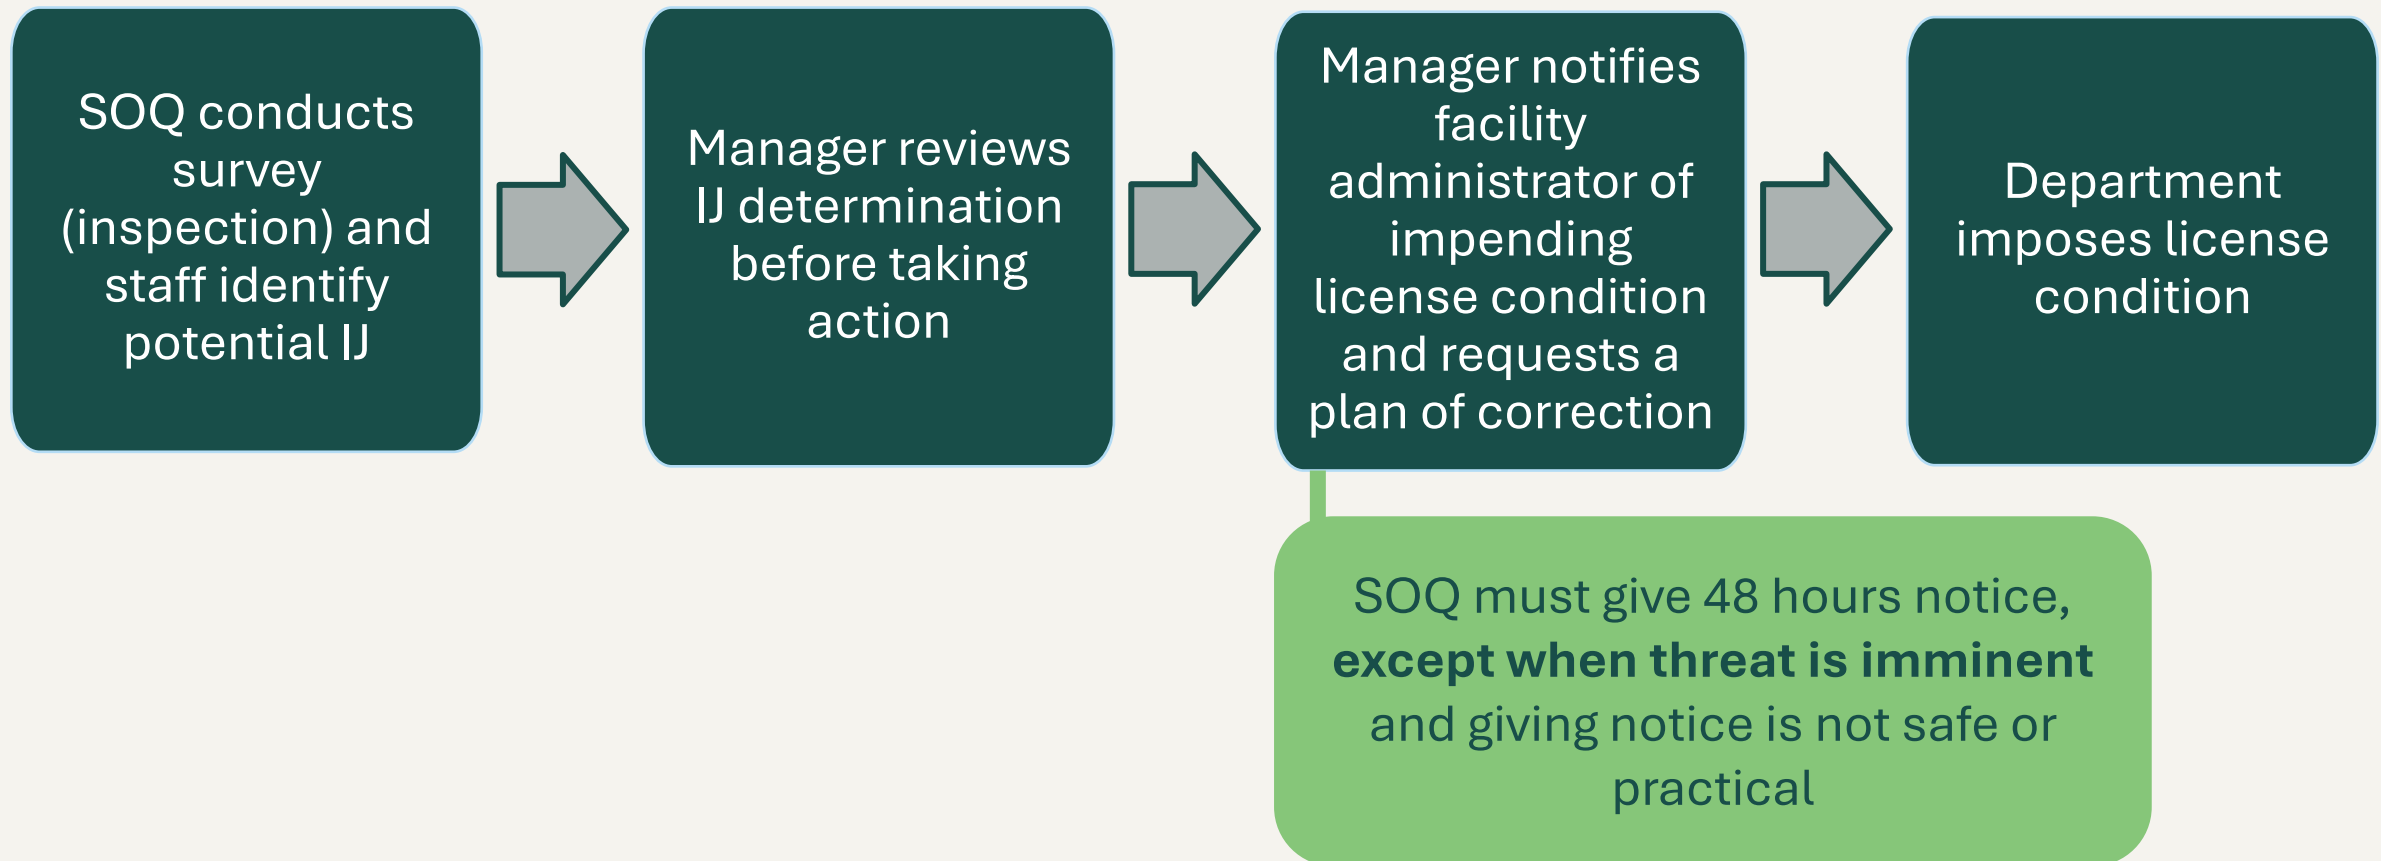 SOQ conducts
survey
(inspection) and
staff identify
potential IJ
Manager reviews
IJ determination
before taking
action
Manager notifies
facility
administrator of
impending
license condition
and requests a
plan of correction
Department
imposes license
condition
SOQ must give 48 hours notice,
except when threat is imminent
and giving notice is not safe or
practical